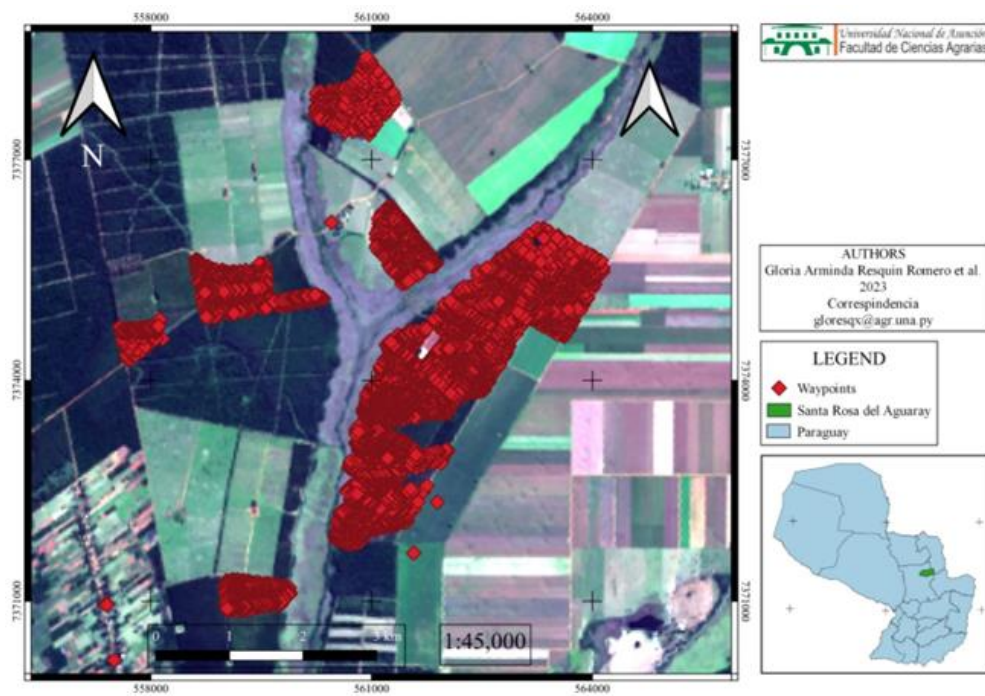 558000 561000 564000
Universidad Nacional de Asunción
Facultad de Ciencias Agrarias
N
7377000 7377000
AUTHORS
Gloria Arminda Resquin Romero et al.
2023
Correspindencia
gloresqx@agr.una.py
LEGEND
Waypoints
Santa Rosa del Aguaray
Paraguay
7374000 7374000
7371000 7371000
0 1 2 3 km
1:45,000
558000 561000 564000